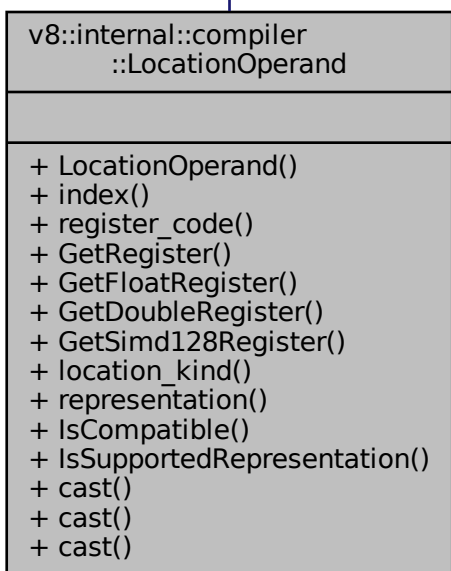 v8::internal::compiler
::LocationOperand
+ LocationOperand()
+ index()
+ register_code()
+ GetRegister()
+ GetFloatRegister()
+ GetDoubleRegister()
+ GetSimd128Register()
+ location_kind()
+ representation()
+ IsCompatible()
+ IsSupportedRepresentation()
+ cast()
+ cast()
+ cast()